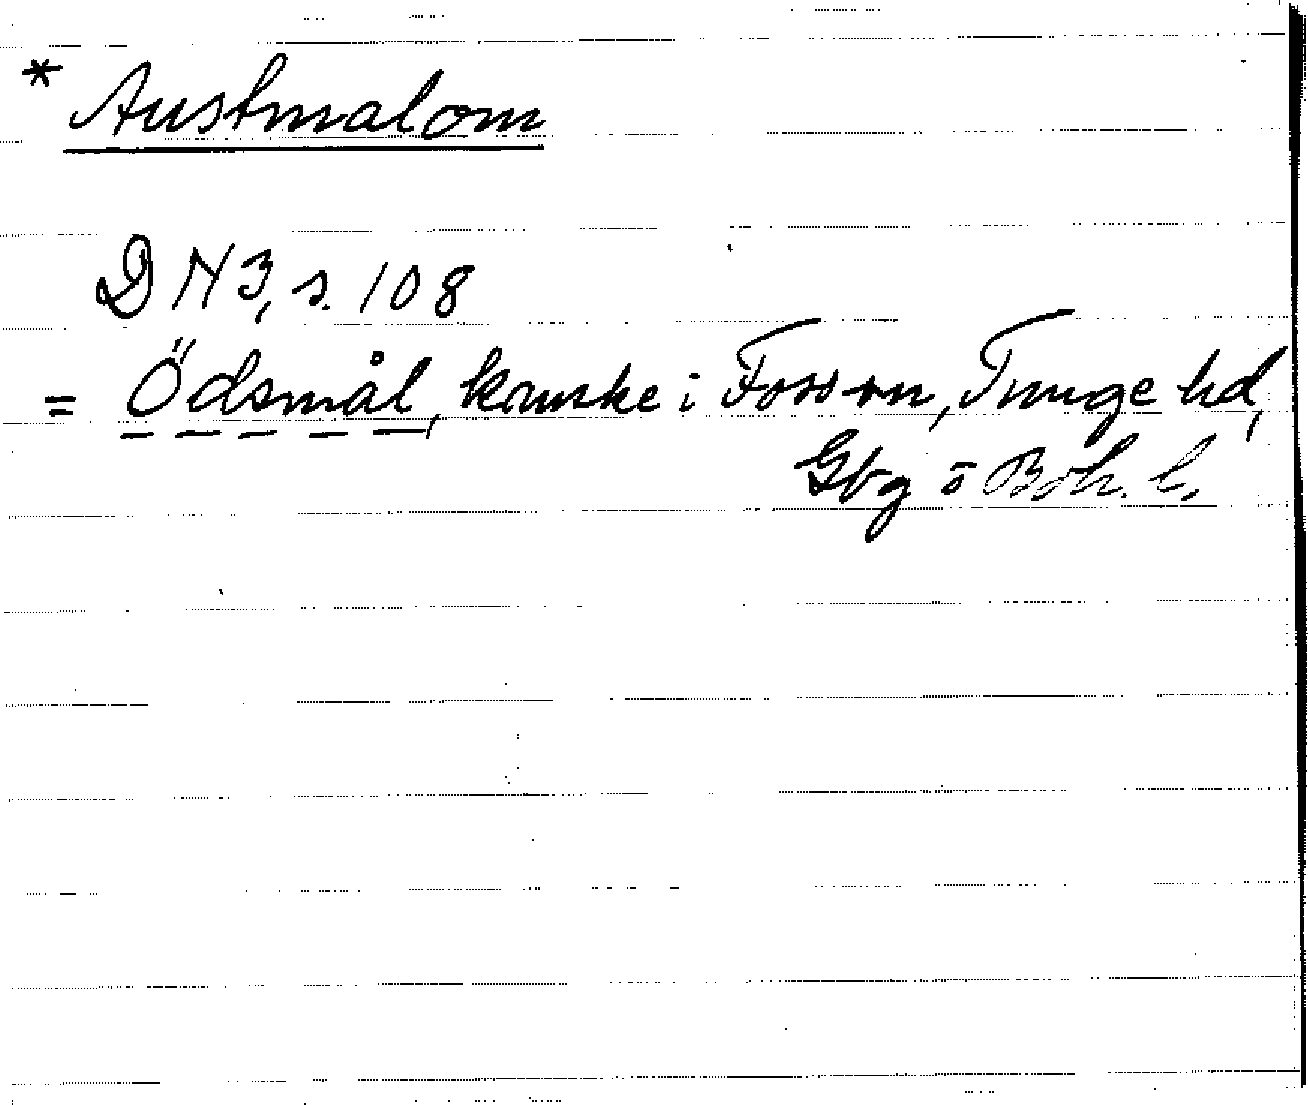 * Austmalom
DN 3, s. 108
= Ödsmål, kanske i Foss sn, Tunge hd,
Gbg o Boh. l.